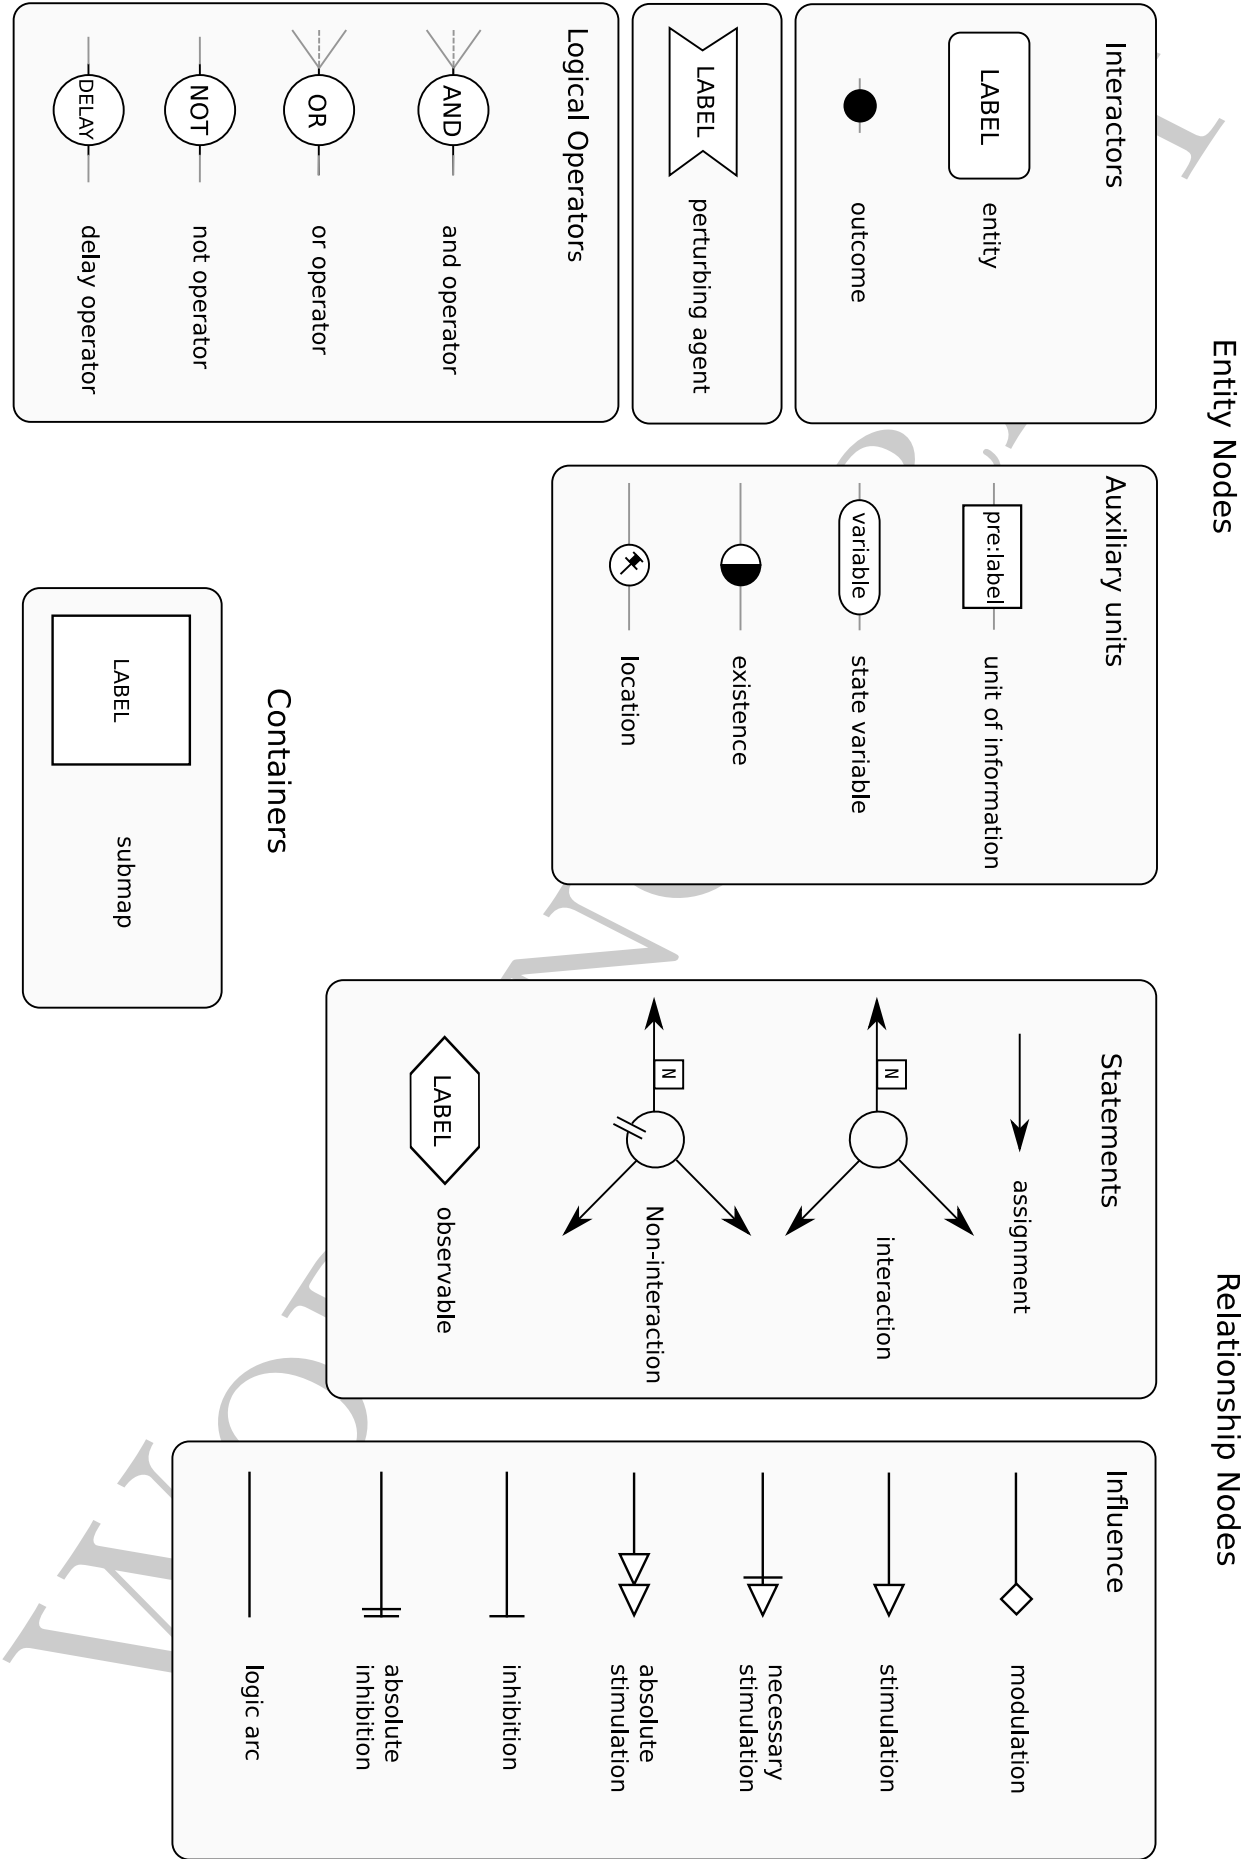 Entity Nodes
Relationship Nodes
Interactors
LABEL
entity
outcome
LABEL
perturbing agent
Logical Operators
AND
and operator
OR
or operator
NOT
not operator
DELAY
delay operator
Auxiliary units
pre:label
unit of information
variable
state variable
existence
location
Containers
LABEL
submap
Statements
assignment
N
interaction
N
Non-interaction
LABEL
observable
Influence
modulation
stimulation
necessary
stimulation
absolute
stimulation
inhibition
absolute
inhibition
logic arc